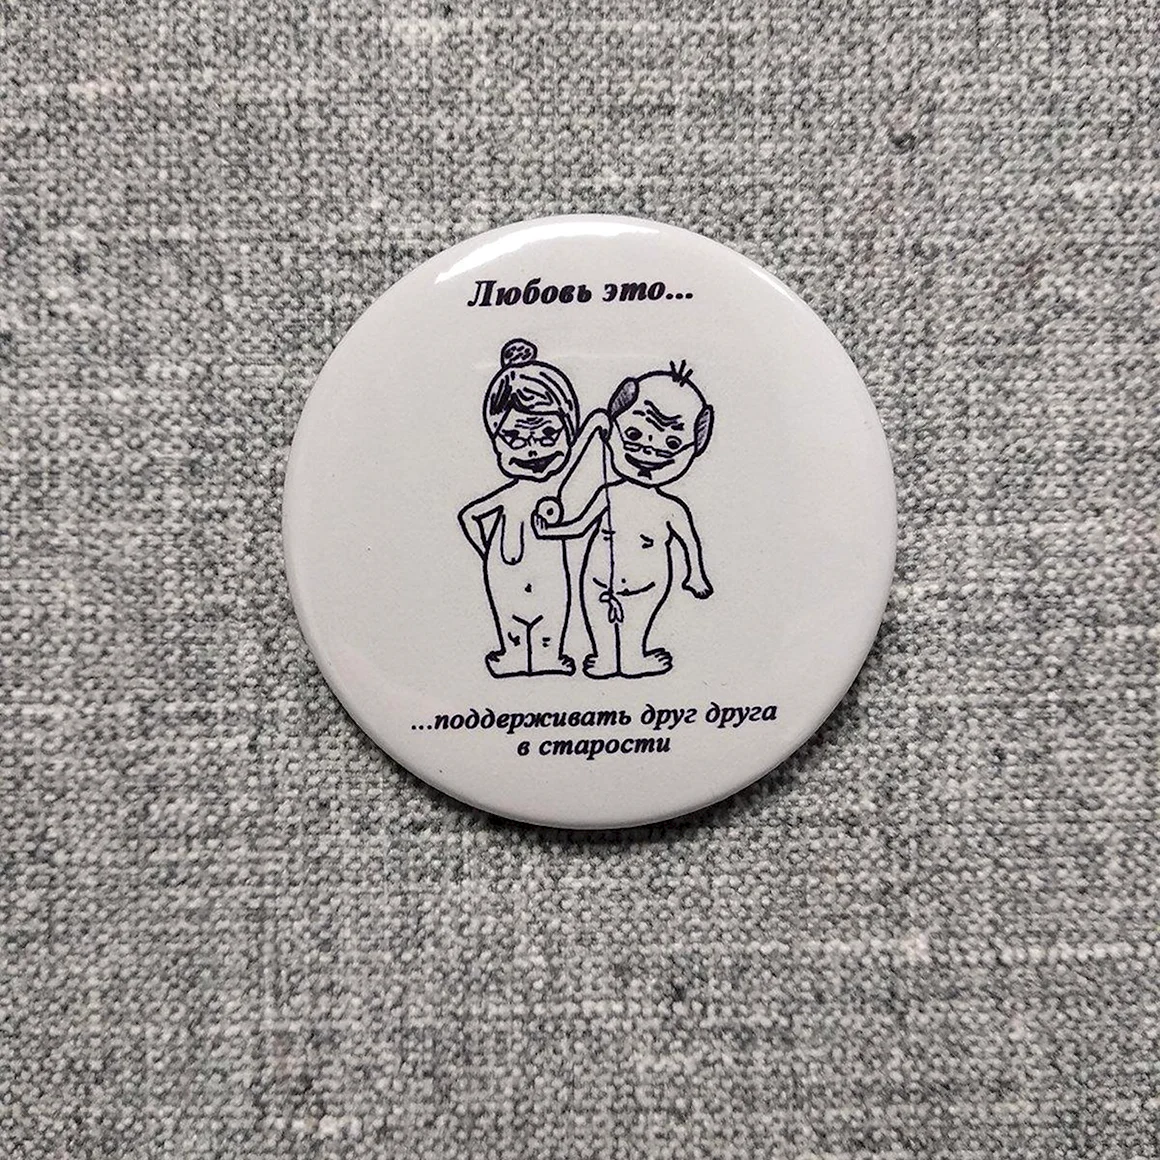 Любовь это...
...поддерживать друг друга
в старости